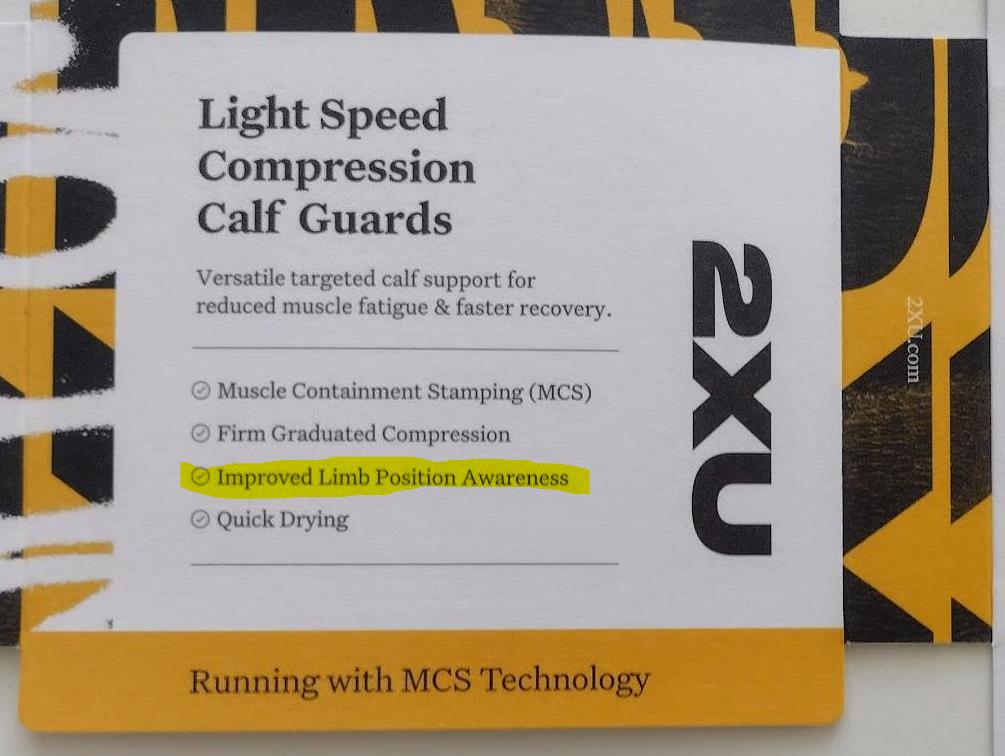 Light Speed
Compression
Calf Guards
Versatile targeted calf support for
reduced muscle fatigue & faster recovery.
Muscle Containment Stamping (MCS)
Firm Graduated Compression
Improved Limb Position Awareness
Quick Drying
2XU
2XU.com
Running with MCS Technology